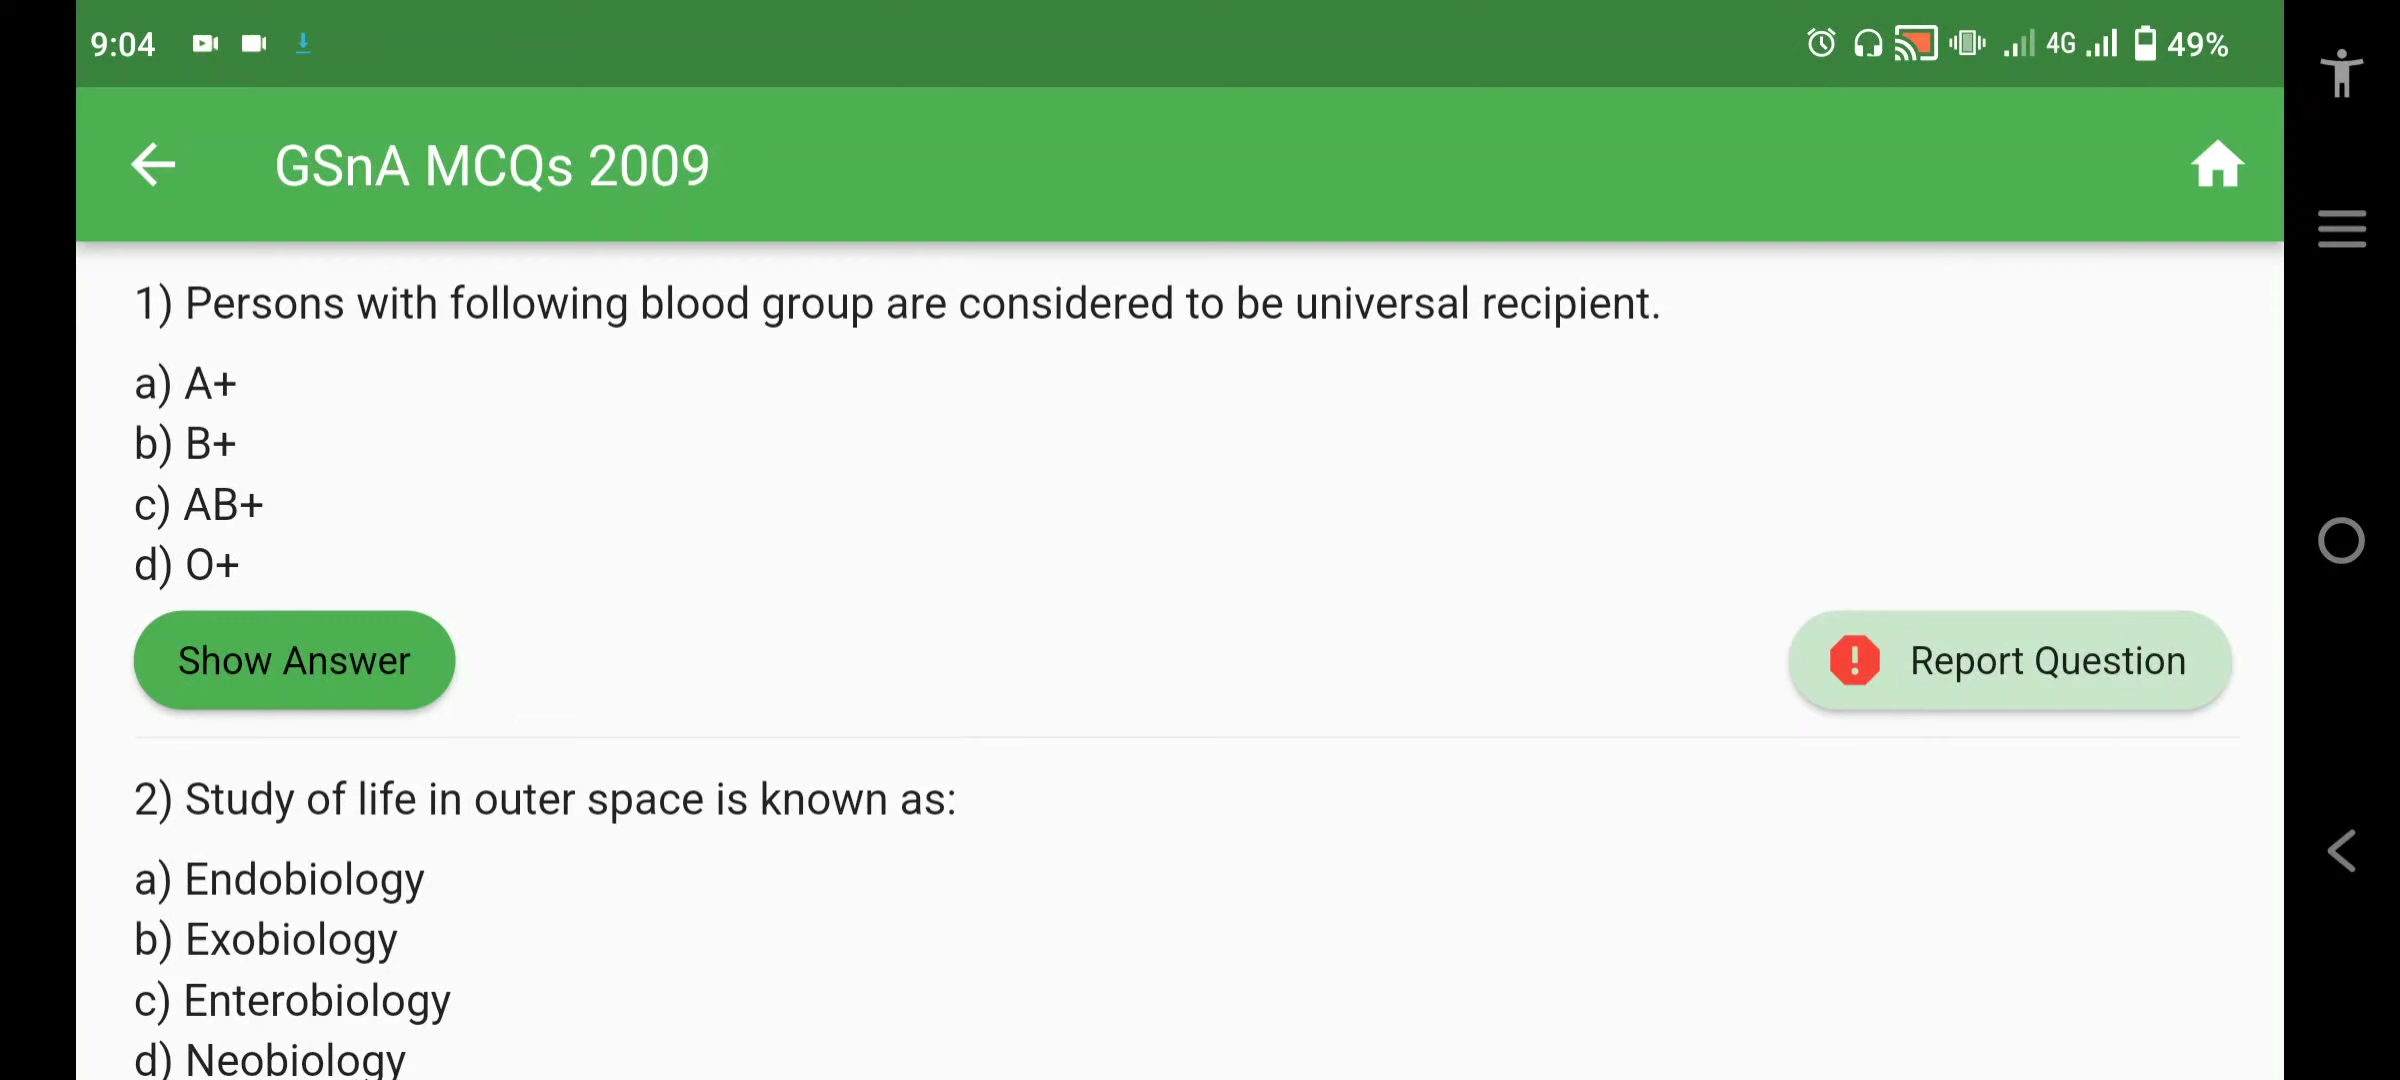 9:04
4G
49%
GSnA MCQs 2009
1) Persons with following blood group are considered to be universal recipient.
a) A+
b) B+
c) AB+
d) O+
Show Answer
Report Question
2) Study of life in outer space is known as:
a) Endobiology
b) Exobiology
c) Enterobiology
d) Neobiology